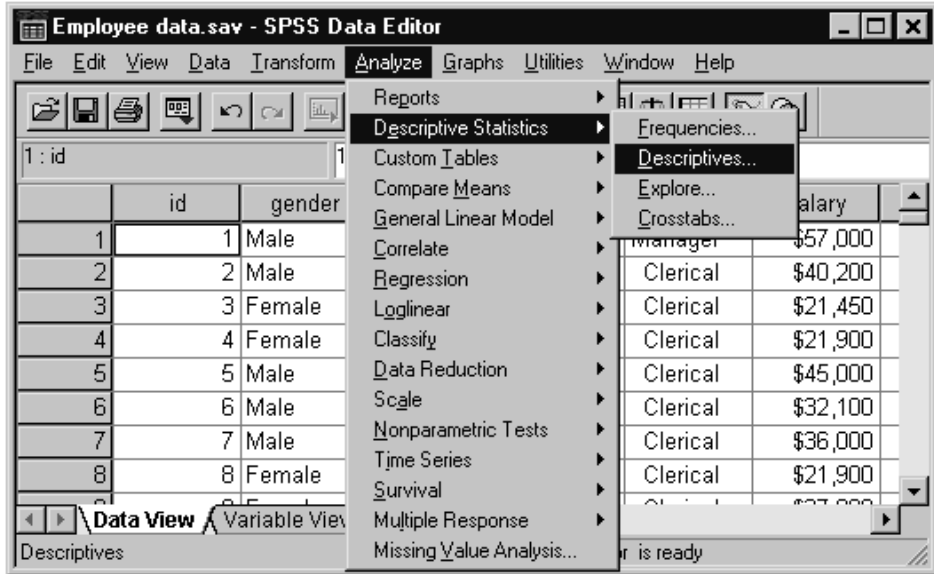 Employee data.sav - SPSS Data Editor
File Edit View Data Transform Analyze Graphs Utilities Window Help
1 : id 1
Reports
Descriptive Statistics
Custom Tables
Compare Means
General Linear Model
Correlate
Regression
Loglinear
Classify
Data Reduction
Scale
Nonparametric Tests
Time Series
Survival
Multiple Response
Missing Value Analysis...
Frequencies...
Descriptives...
Explore...
Crosstabs...
id gender alary
1 1 Male Manager $57,000
2 2 Male Clerical $40,200
3 3 Female Clerical $21,450
4 4 Female Clerical $21,900
5 5 Male Clerical $45,000
6 6 Male Clerical $32,100
7 7 Male Clerical $36,000
8 8 Female Clerical $21,900
Data View Variable View
Descriptives r is ready